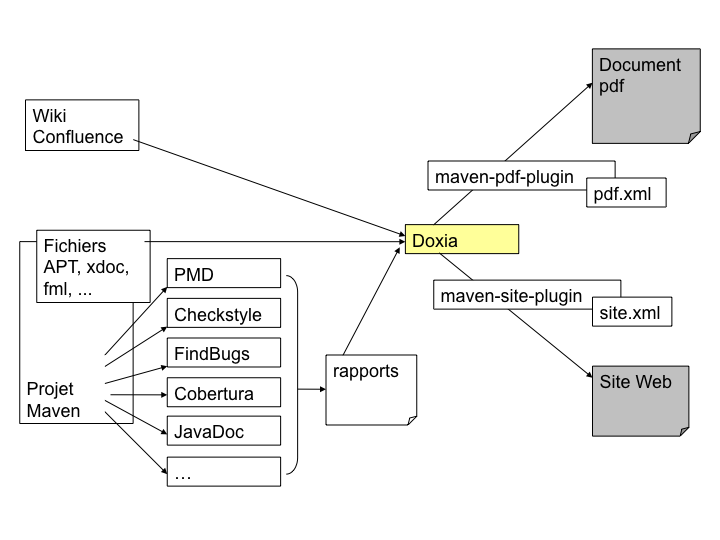 Document
pdf
Wiki
Confluence
maven-pdf-plugin
pdf.xml
Fichiers
APT, xdoc,
fml, ...
Doxia
PMD
Checkstyle
FindBugs
Cobertura
JavaDoc
…
Projet
Maven
rapports
maven-site-plugin
site.xml
Site Web